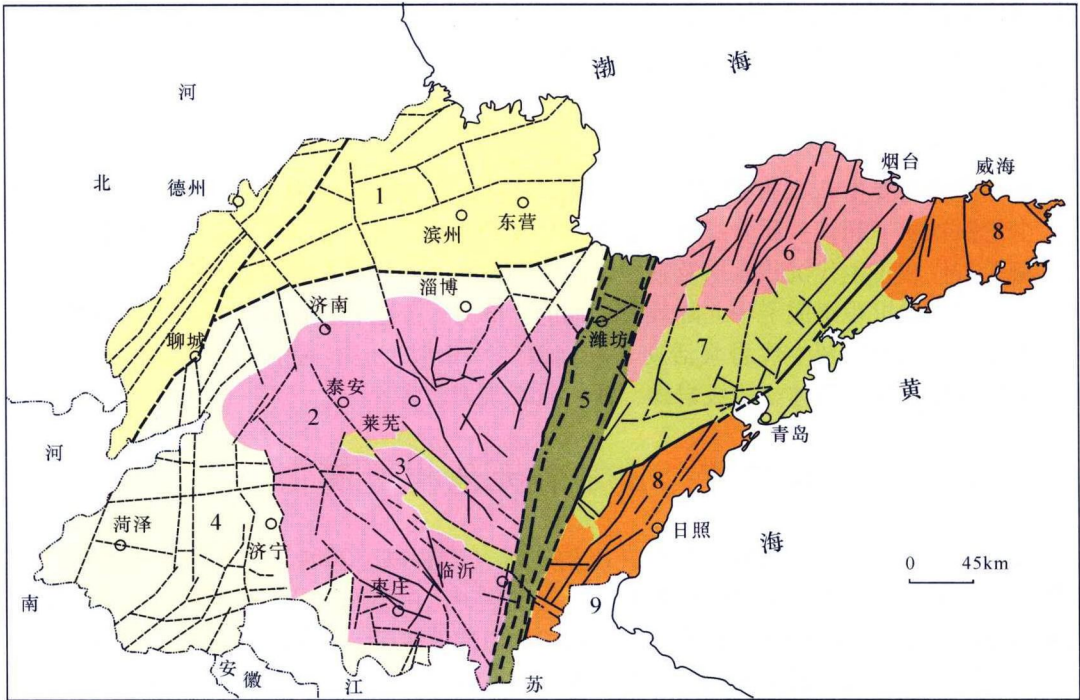 渤海
河
北
德州
1
滨州
东营
烟台
威海
8
6
淄博
济南
聊城
潍坊
7
泰安
莱芜
2
5
黄
3
青岛
河
菏泽
4
济宁
8
日照
海
枣庄
临沂
0 45km
9
南
安徽
江
苏